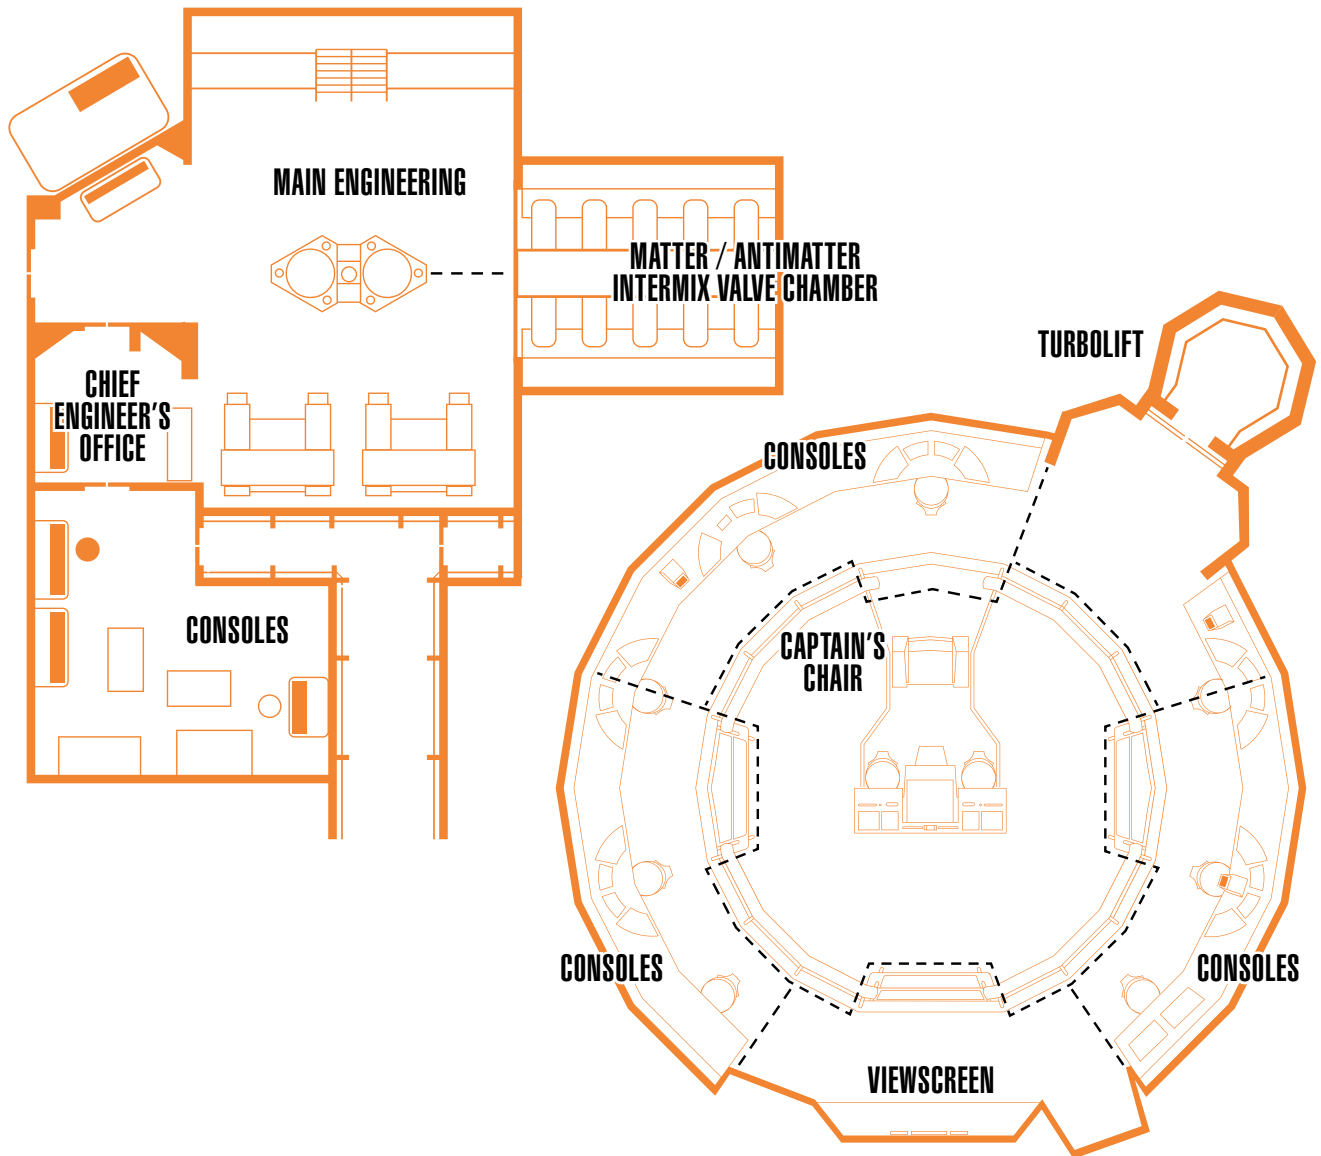 MAIN ENGINEERING
MATTER / ANTIMATTER
INTERMIX VALVE CHAMBER
CHIEF
ENGINEER'S
OFFICE
CONSOLES
TURBOLIFT
CONSOLES
CAPTAIN'S
CHAIR
CONSOLES
CONSOLES
VIEWSCREEN